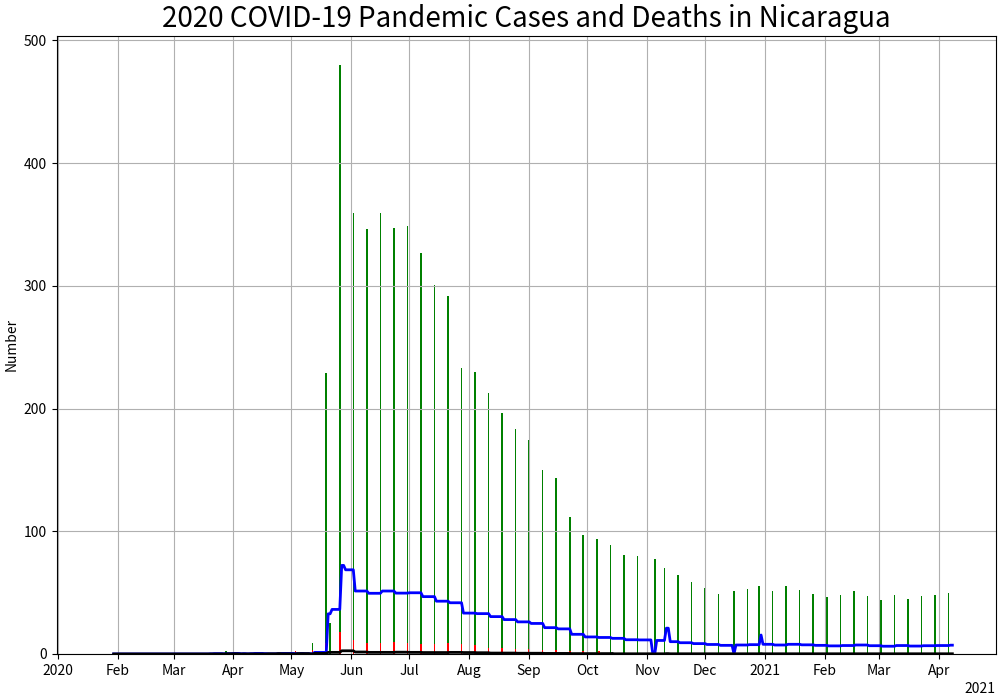 2020 COVID-19 Pandemic Cases and Deaths in Nicaragua
500
400
300
200
100
0
Number
2020 Feb Mar Apr May Jun Jul Aug Sep Oct Nov Dec 2021 Feb Mar Apr
2021